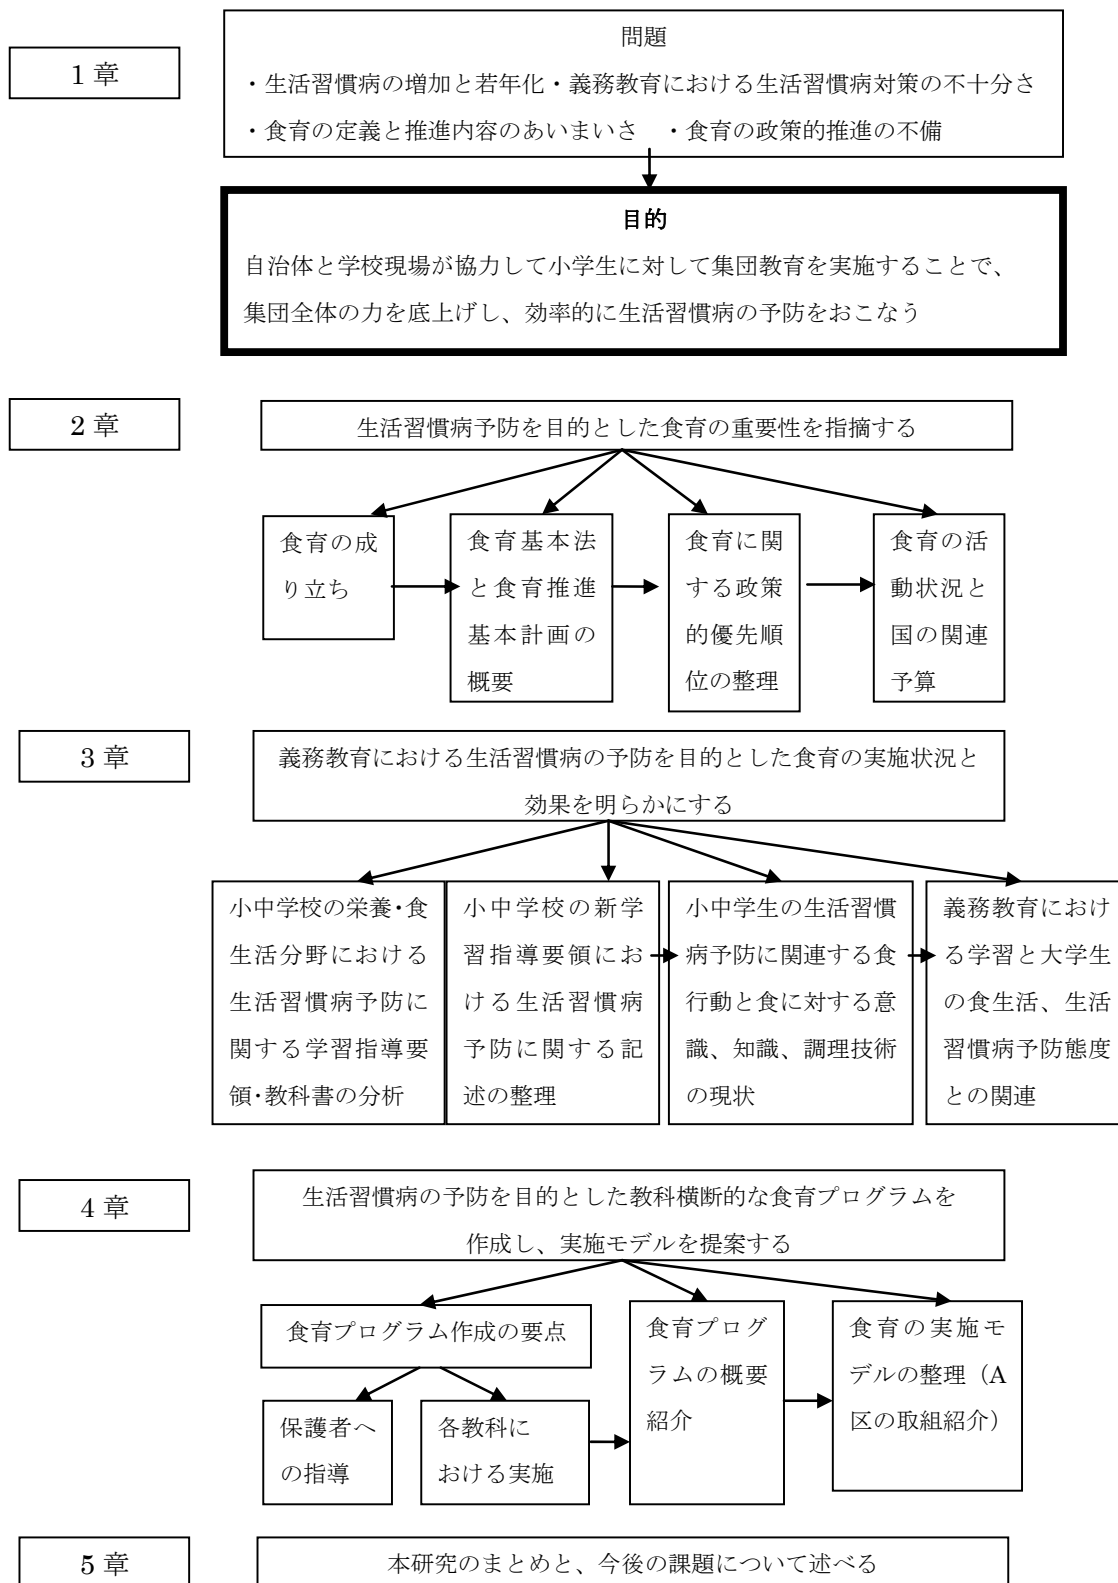 1 章
問題
・生活習慣病の増加と若年化・義務教育における生活習慣病対策の不十分さ
・食育の定義と推進内容のあいまいさ　・食育の政策的推進の不備
目的
自治体と学校現場が協力して小学生に対して集団教育を実施することで、
集団全体の力を底上げし、効率的に生活習慣病の予防をおこなう
2 章
生活習慣病予防を目的とした食育の重要性を指摘する
食育の成
り立ち
食育基本法
と食育推進
基本計画の
概要
食育に関
する政策
的優先順
位の整理
食育の活
動状況と
国の関連
予算
3 章
義務教育における生活習慣病の予防を目的とした食育の実施状況と
効果を明らかにする
小中学校の栄養・食
生活分野における
生活習慣病予防に
関する学習指導要
領・教科書の分析
小中学校の新学
習指導要領にお
ける生活習慣病
予防に関する記
述の整理
小中学生の生活習慣
病予防に関連する食
行動と食に対する意
識、知識、調理技術
の現状
義務教育におけ
る学習と大学生
の食生活、生活
習慣病予防態度
との関連
4 章
生活習慣病の予防を目的とした教科横断的な食育プログラムを
作成し、実施モデルを提案する
食育プログラム作成の要点
保護者へ
の指導
各教科に
おける実施
食育プログ
ラムの概要
紹介
食育の実施モ
デルの整理（A
区の取組紹介）
5 章
本研究のまとめと、今後の課題について述べる